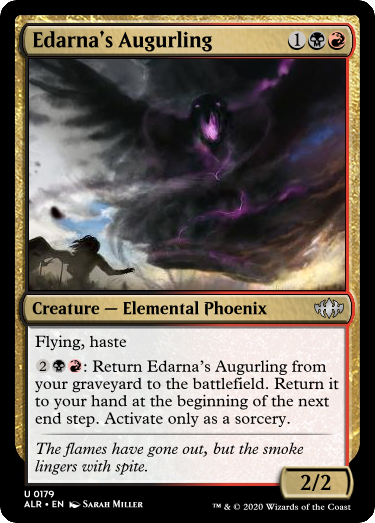 Edarna's Augurling 1
Creature — Elemental Phoenix
Flying, haste
2: Return Edarna's Augurling from
your graveyard to the battlefield. Return it
to your hand at the beginning of the next
end step. Activate only as a sorcery.
The flames have gone out, but the smoke
lingers with spite.
2/2
U 0179
ALR • EN Sarah Miller
™ & © 2020 Wizards of the Coast